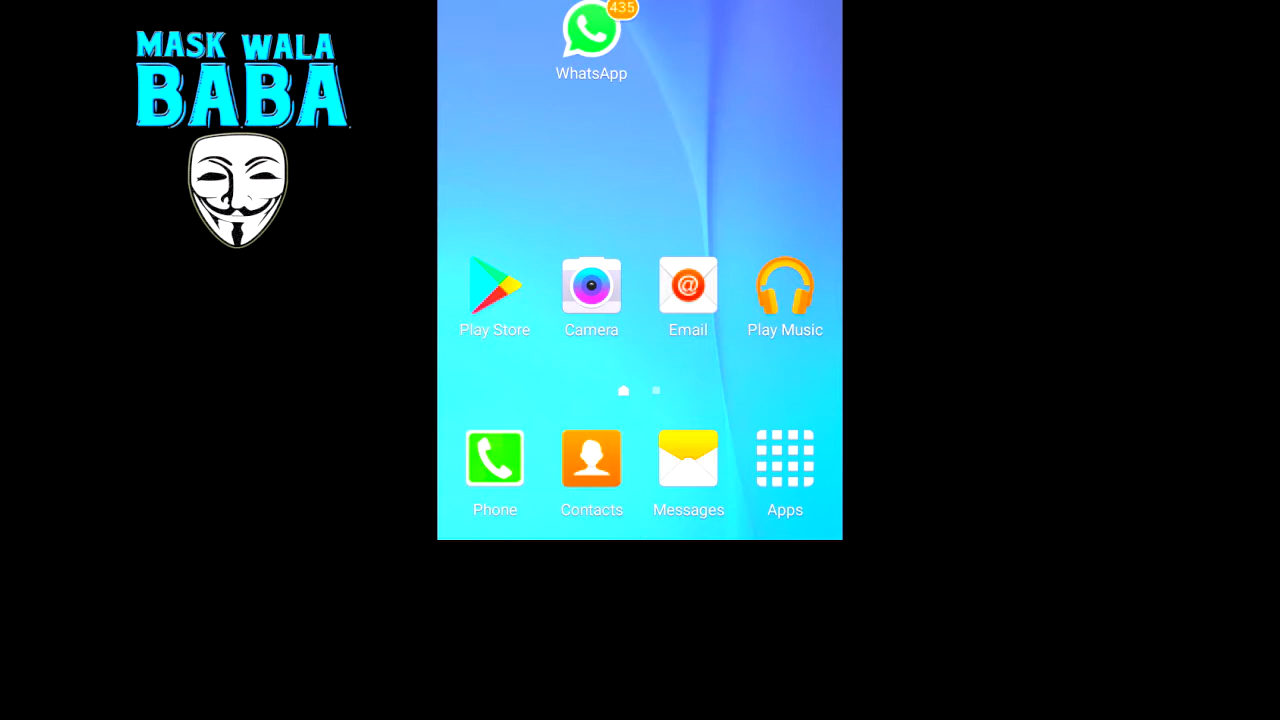 MASK WALA
BABA
435
WhatsApp
Play Store
Camera
@
Email
Play Music
Phone
Contacts
Messages
Apps